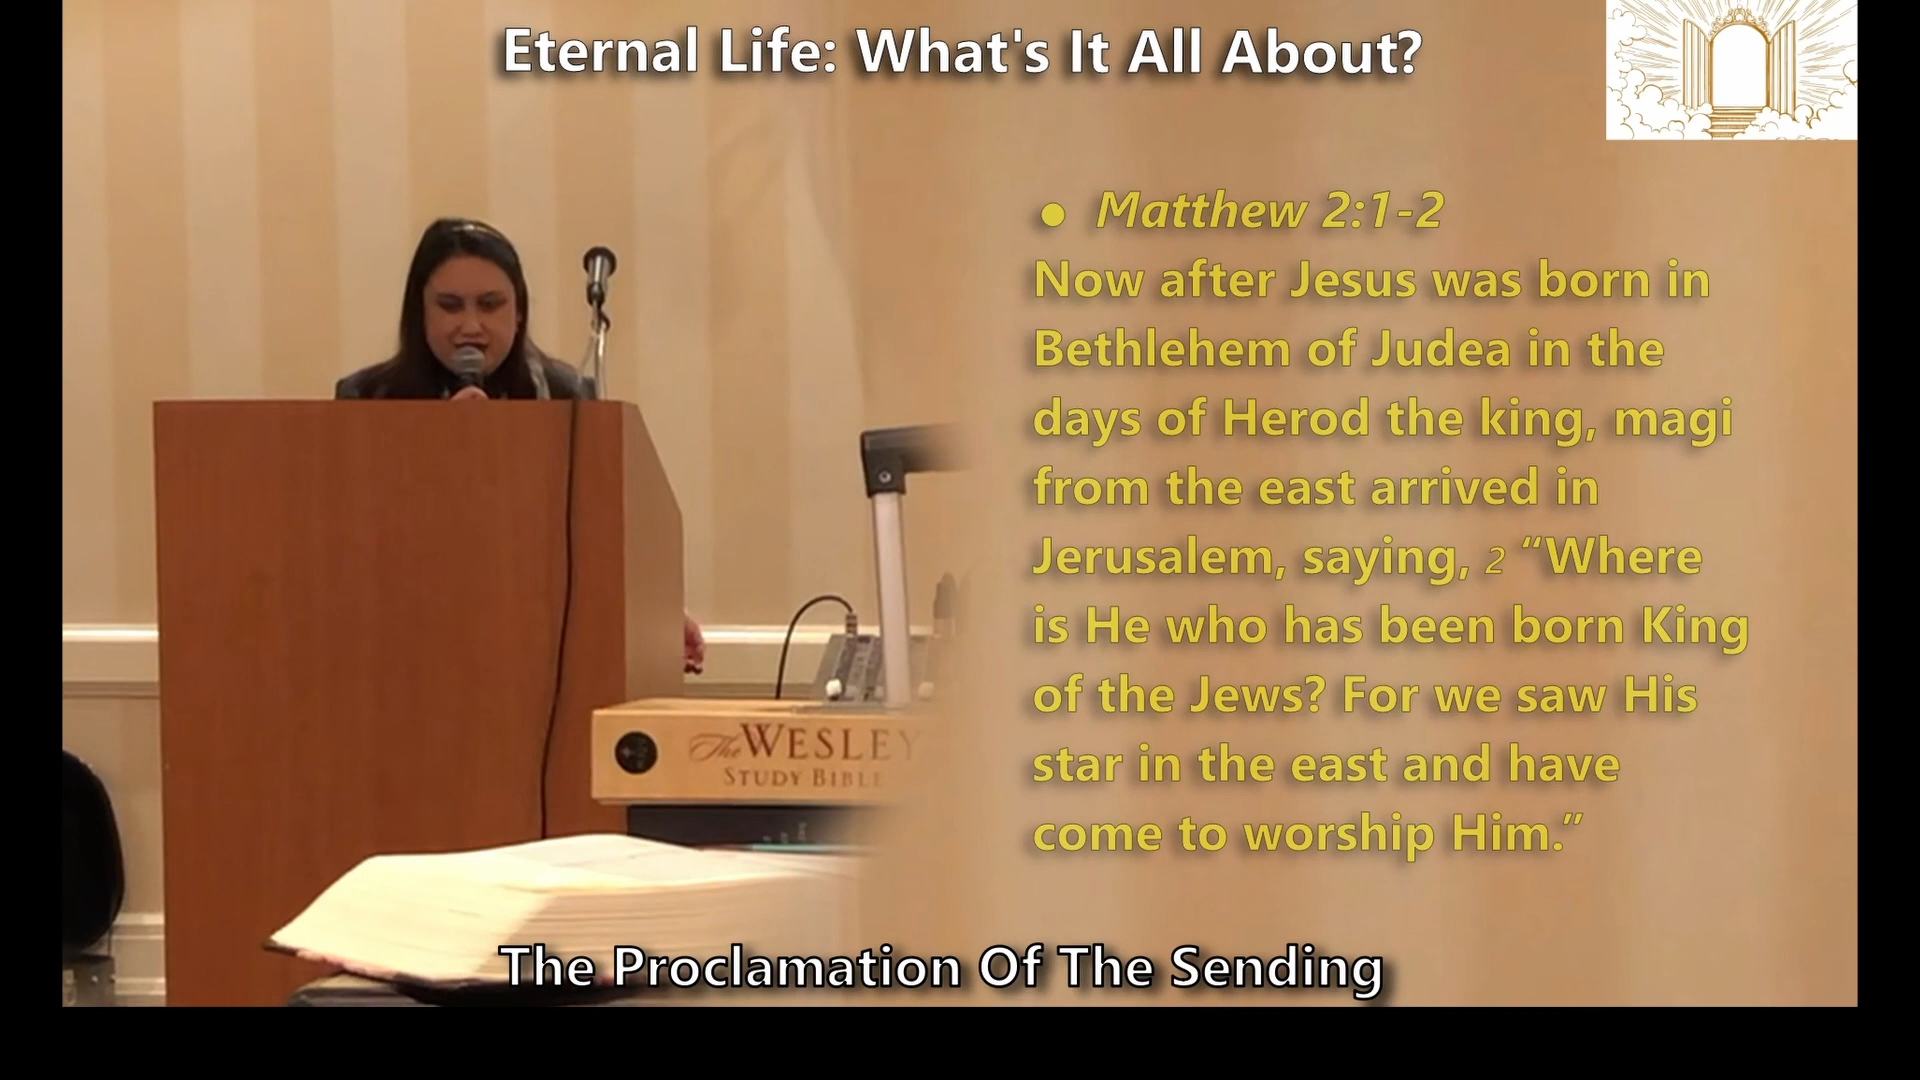 Eternal Life: What's It All About?
• Matthew 2:1-2
Now after Jesus was born in
Bethlehem of Judea in the
days of Herod the king, magi
from the east arrived in
Jerusalem, saying, 2 “Where
is He who has been born King
of the Jews? For we saw His
star in the east and have
come to worship Him.”
The WESLEY
STUDY BIBLE
The Proclamation Of The Sending